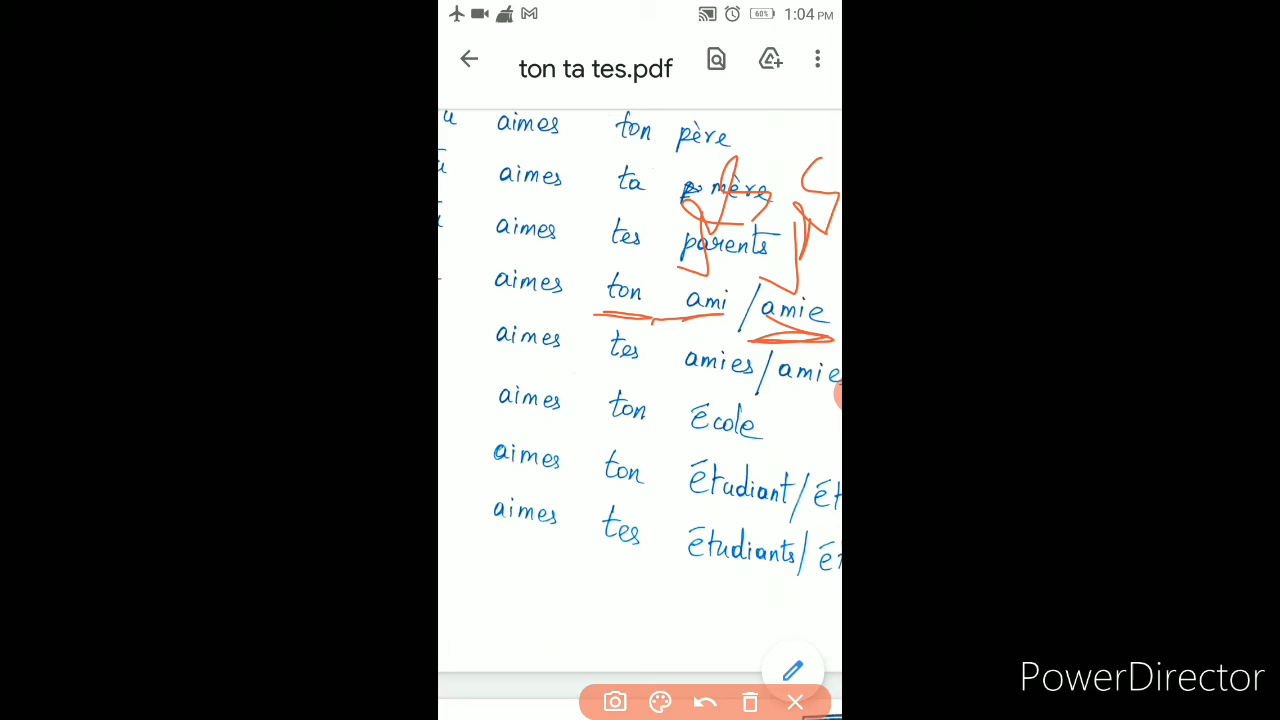 1:04 PM
60%
ton ta tes.pdf
aimes ton père
aimes ta mère
aimes tes parents
aimes ton ami /amie
aimes tes amies/amie
aimes ton école
aimes ton étudiant/ét
aimes tes étudiants/ét
PowerDirector